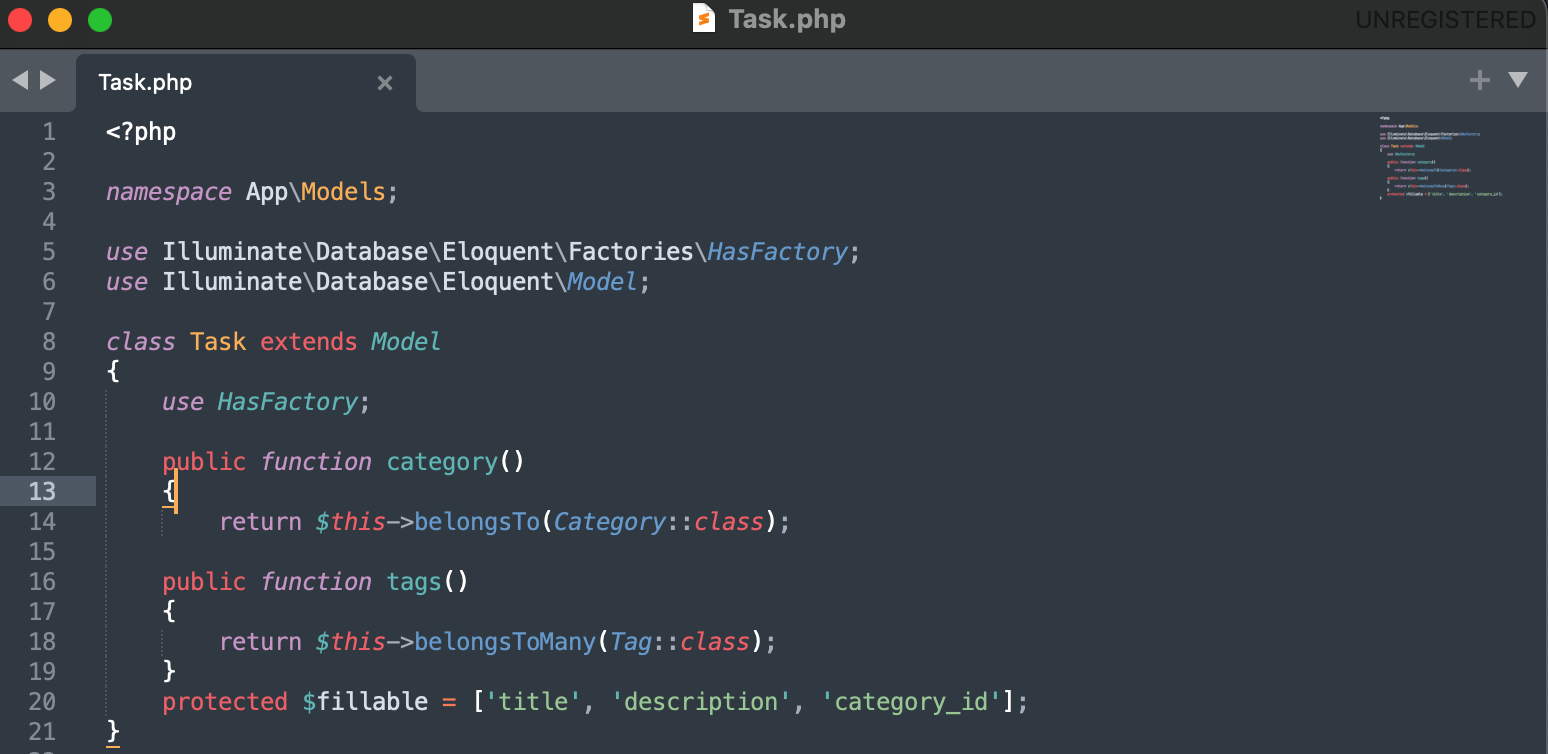 Task.php
UNREGISTERED
Task.php
1 <?php
2
3 namespace App\Models;
4
5 use Illuminate\Database\Eloquent\Factories\HasFactory;
6 use Illuminate\Database\Eloquent\Model;
7
8 class Task extends Model
9 {
10     use HasFactory;
11
12     public function category()
13     {
14         return $this->belongsTo(Category::class);
15
16     public function tags()
17     {
18         return $this->belongsToMany(Tag::class);
19     }
20     protected $fillable = ['title', 'description', 'category_id'];
21 }